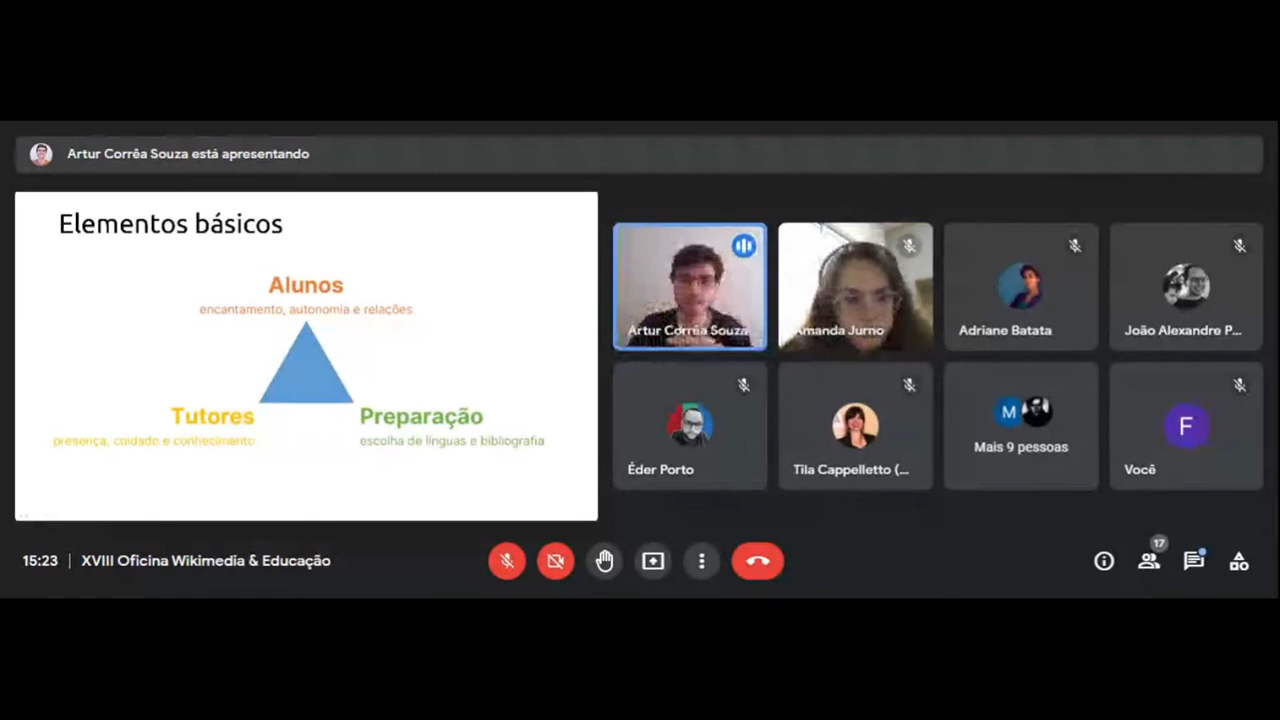 Artur Corrêa Souza está apresentando
Elementos básicos
Alunos
encantamento, autonomia e relações
Tutores
presença, cuidado e conhecimento
Preparação
escolha de línguas e bibliografia
Artur Corrêa Souza
Amanda Jurno
Adriane Batata
João Alexandre P...
Éder Porto
Tila Cappelletto (...
M
Mais 9 pessoas
F
Você
15:23 | XVIII Oficina Wikimedia & Educação
17